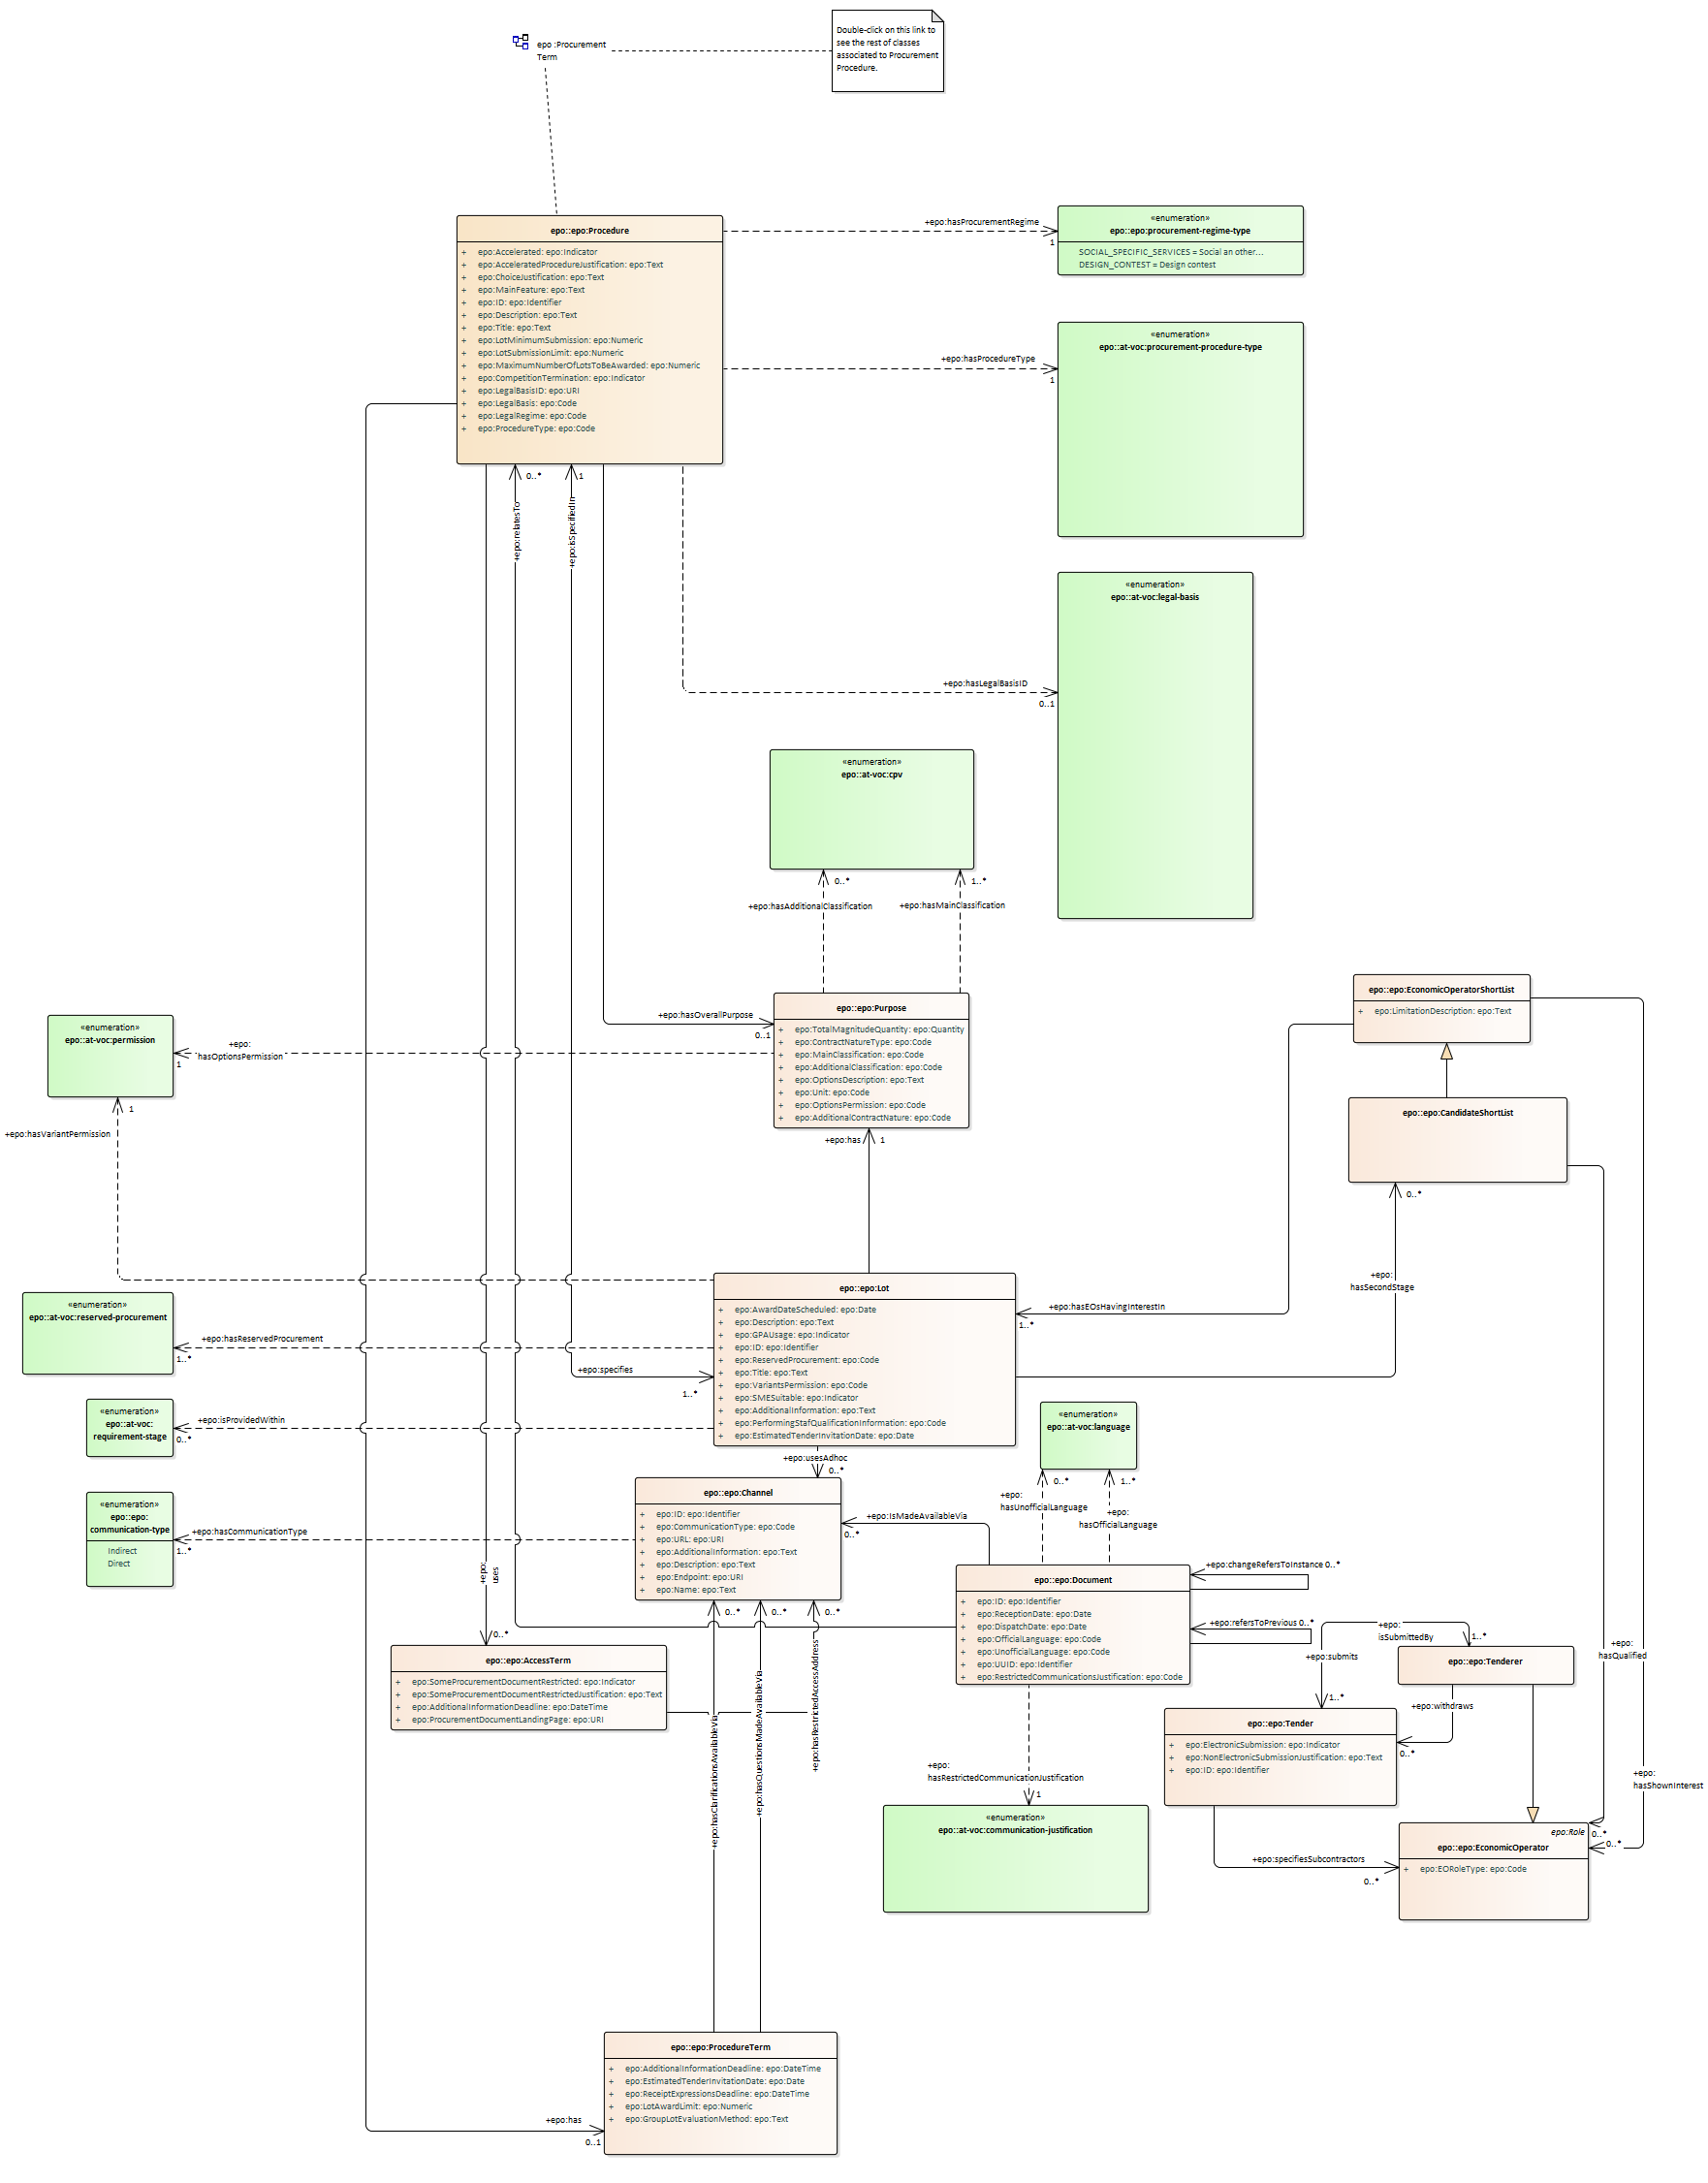 epo :Procurement
Term
Double-click on this link to
see the rest of classes
associated to Procurement
Procedure.
epo::epo:Procedure
+ epo:Accelerated: epo:Indicator
+ epo:AcceleratedProcedureJustification: epo:Text
+ epo:ChoiceJustification: epo:Text
+ epo:MainFeature: epo:Text
+ epo:ID: epo:Identifier
+ epo:Description: epo:Text
+ epo:Title: epo:Text
+ epo:LotMinimumSubmission: epo:Numeric
+ epo:LotSubmissionLimit: epo:Numeric
+ epo:MaximumNumberOfLotsToBeAwarded: epo:Numeric
+ epo:CompetitionTermination: epo:Indicator
+ epo:LegalBasisID: epo:URI
+ epo:LegalBasis: epo:Code
+ epo:LegalRegime: epo:Code
+ epo:ProcedureType: epo:Code
+epo:hasProcurementRegime
1
«enumeration»
epo::epo:procurement-regime-type
SOCIAL_SPECIFIC_SERVICES = Social an other...
DESIGN_CONTEST = Design contest
+epo:hasProcedureType
1
«enumeration»
epo::at-voc:procurement-procedure-type
0..*
+epo:relatesTo
1
+epo:isSpecifiedIn
«enumeration»
epo::at-voc:legal-basis
+epo:hasLegalBasisID
0..1
«enumeration»
epo::at-voc:cpv
0..*
1..*
+epo:hasAdditionalClassification
+epo:hasMainClassification
epo::epo:Purpose
+ epo:TotalMagnitudeQuantity: epo:Quantity
+ epo:ContractNatureType: epo:Code
+ epo:MainClassification: epo:Code
+ epo:AdditionalClassification: epo:Code
+ epo:OptionsDescription: epo:Text
+ epo:Unit: epo:Code
+ epo:OptionsPermission: epo:Code
+ epo:AdditionalContractNature: epo:Code
+epo:hasOverallPurpose
0..1
«enumeration»
epo::at-voc:permission
+epo:
hasOptionsPermission
1
1
+epo:hasVariantPermission
+epo:has
1
epo::epo:EconomicOperatorShortList
+ epo:LimitationDescription: epo:Text
epo::epo:CandidateShortList
0..*
+epo:
hasSecondStage
epo::epo:Lot
+ epo:AwardDateScheduled: epo:Date
+ epo:Description: epo:Text
+ epo:GPAUsage: epo:Indicator
+ epo:ID: epo:Identifier
+ epo:ReservedProcurement: epo:Code
+ epo:Title: epo:Text
+ epo:VariantsPermission: epo:Code
+ epo:SMESuitable: epo:Indicator
+ epo:AdditionalInformation: epo:Text
+ epo:PerformingStafQualificationInformation: epo:Code
+ epo:EstimatedTenderInvitationDate: epo:Date
+epo:hasEOsHavingInterestIn
1..*
«enumeration»
epo::at-voc:reserved-procurement
+epo:hasReservedProcurement
1..*
+epo:specifies
1..*
«enumeration»
epo::at-voc:
requirement-stage
+epo:isProvidedWithin
0..*
+epo:usesAdhoc
0..*
«enumeration»
epo::at-voc:language
0..*
1..*
+epo:
hasUnofficialLanguage
+epo:
hasOfficialLanguage
«enumeration»
epo::epo:
communication-type
Indirect
Direct
+epo:hasCommunicationType
1..*
epo::epo:Channel
+ epo:ID: epo:Identifier
+ epo:CommunicationType: epo:Code
+ epo:URL: epo:URI
+ epo:AdditionalInformation: epo:Text
+ epo:Description: epo:Text
+ epo:Endpoint: epo:URI
+ epo:Name: epo:Text
+epo:IsMadeAvailableVia
0..*
epo::epo:Document
+ epo:ID: epo:Identifier
+ epo:ReceptionDate: epo:Date
+ epo:DispatchDate: epo:Date
+ epo:OfficialLanguage: epo:Code
+ epo:UnofficialLanguage: epo:Code
+ epo:UUID: epo:Identifier
+ epo:RestrictedCommunicationsJustification: epo:Code
+epo:changeRefersToInstance 0..*
+epo:refersToPrevious 0..*
+epo:
uses
0..*
0..*
0..*
0..*
epo::epo:AccessTerm
+ epo:SomeProcurementDocumentRestricted: epo:Indicator
+ epo:SomeProcurementDocumentRestrictedJustification: epo:Text
+ epo:AdditionalInformationDeadline: epo:DateTime
+ epo:ProcurementDocumentLandingPage: epo:URI
+epo:hasClarificationsAvailableVia
+epo:hasQuestionsMadeAvailableVia
+epo:hasRestrictedAccessAddress
+epo:
isSubmittedBy
1..*
+epo:submits
1..*
epo::epo:Tenderer
+epo:withdraws
0..*
+epo:
hasQualified
epo::epo:Tender
+ epo:ElectronicSubmission: epo:Indicator
+ epo:NonElectronicSubmissionJustification: epo:Text
+ epo:ID: epo:Identifier
+epo:
hasRestrictedCommunicationJustification
1
«enumeration»
epo::at-voc:communication-justification
+epo:
hasShownInterest
epo:Role
epo::epo:EconomicOperator
+ epo:EORoleType: epo:Code
0..*
0..*
+epo:specifiesSubcontractors
0..*
epo::epo:ProcedureTerm
+ epo:AdditionalInformationDeadline: epo:DateTime
+ epo:EstimatedTenderInvitationDate: epo:Date
+ epo:ReceiptExpressionsDeadline: epo:DateTime
+ epo:LotAwardLimit: epo:Numeric
+ epo:GroupLotEvaluationMethod: epo:Text
+epo:has
0..1